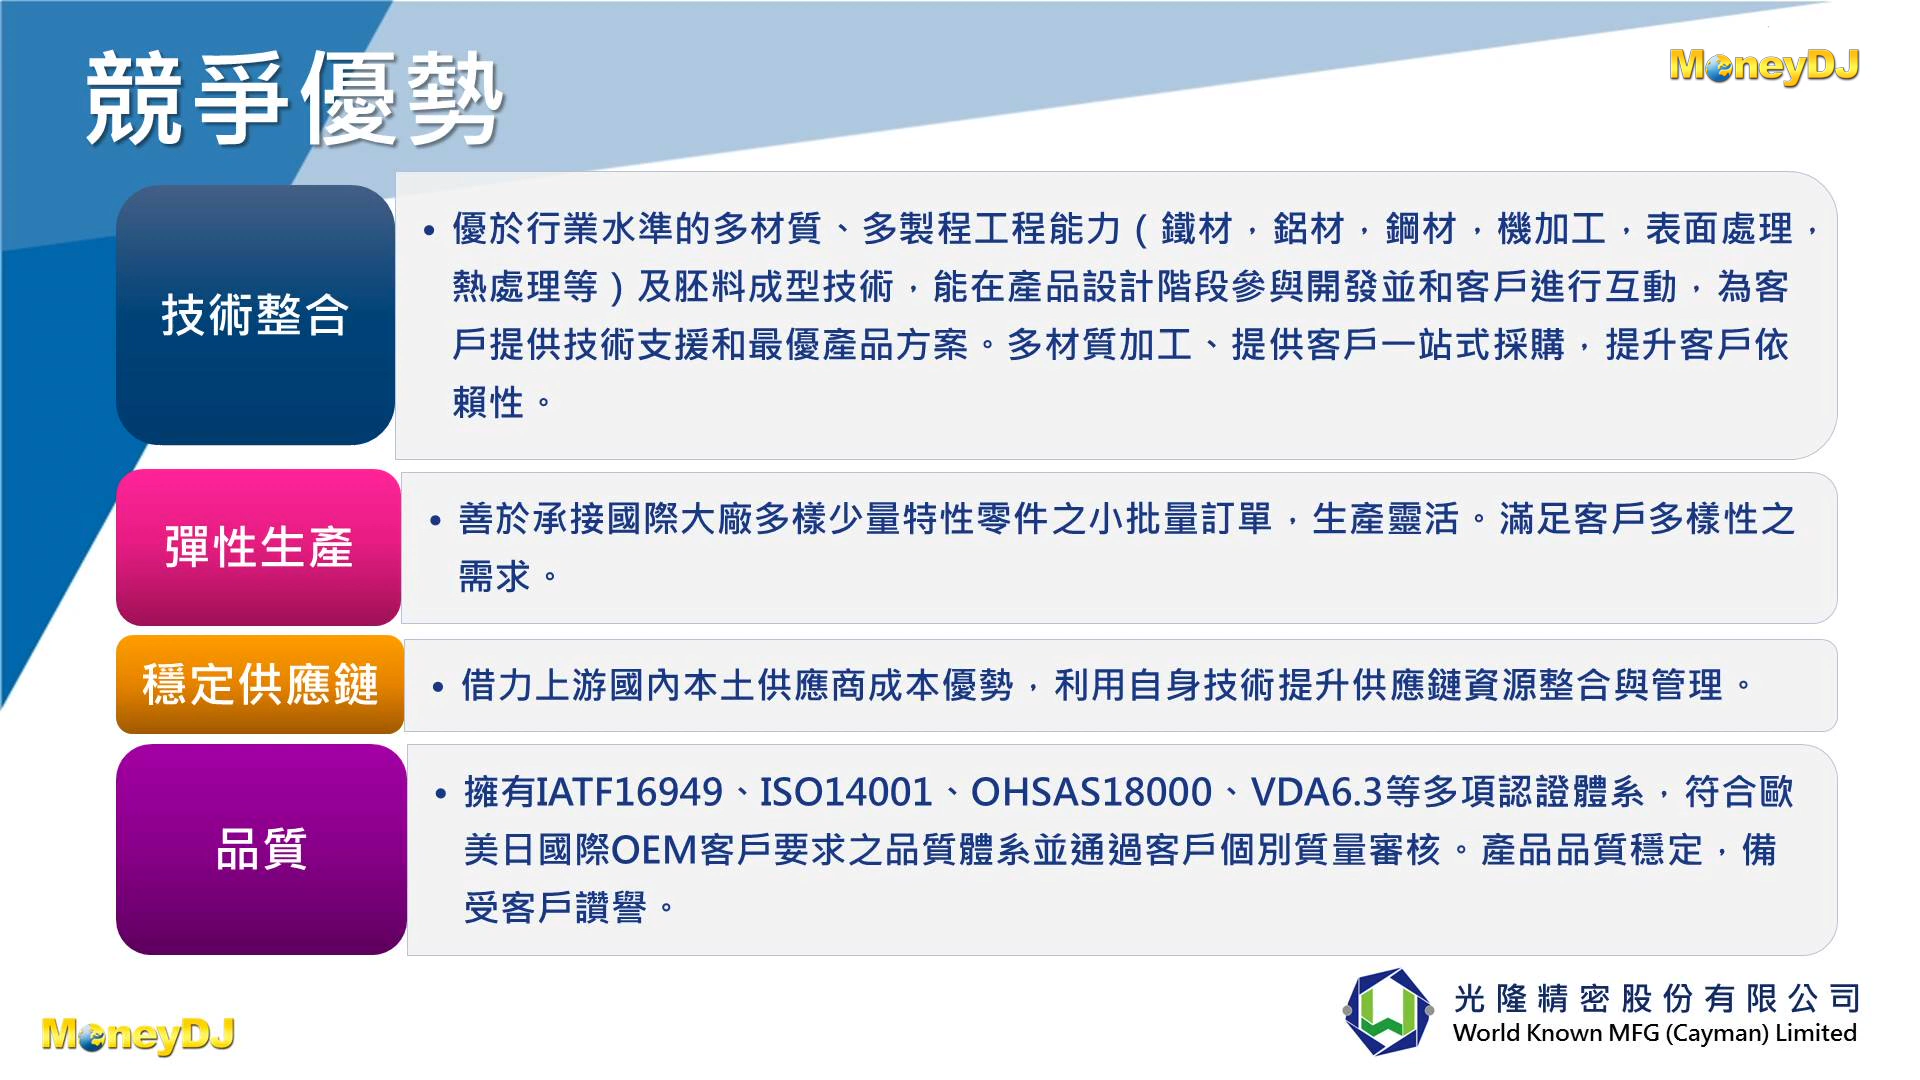 競爭優勢
MoneyDJ
技術整合
• 優於行業水準的多材質、多製程工程能力（鐵材，鋁材，鋼材，機加工，表面處理，
熱處理等）及胚料成型技術，能在產品設計階段參與開發並和客戶進行互動，為客
戶提供技術支援和最優產品方案。多材質加工、提供客戶一站式採購，提升客戶依
賴性。
彈性生產
• 善於承接國際大廠多樣少量特性零件之小批量訂單，生產靈活。滿足客戶多樣性之
需求。
穩定供應鏈
• 借力上游國內本土供應商成本優勢，利用自身技術提升供應鏈資源整合與管理。
品質
• 擁有IATF16949、ISO14001、OHSAS18000、VDA6.3等多項認證體系，符合歐
美日國際OEM客戶要求之品質體系並通過客戶個別質量審核。產品品質穩定，備
受客戶讚譽。
MoneyDJ
光隆精密股份有限公司
World Known MFG (Cayman) Limited